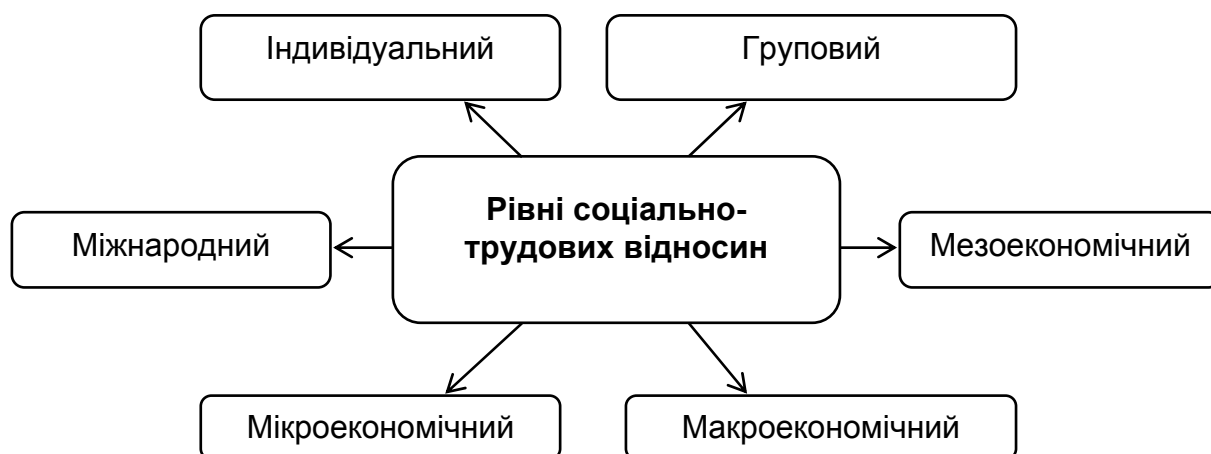 Індивідуальний
Груповий
Рівні соціально-
трудових відносин
Міжнародний
Мезоекономічний
Мікроекономічний
Макроекономічний